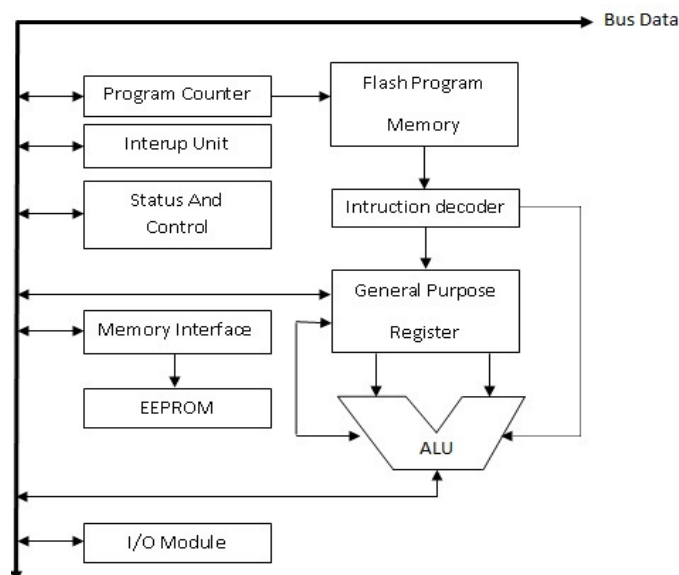 Bus Data
Program Counter
Flash Program
Memory
Interup Unit
Status And
Control
Intruction decoder
General Purpose
Register
Memory Interface
EEPROM
ALU
I/O Module